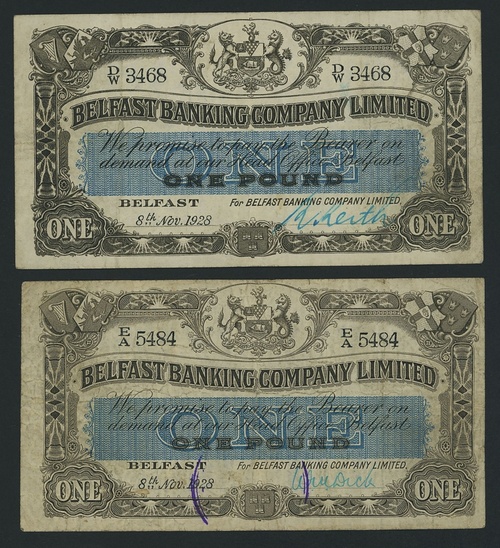 D/W 3468 D/W 3468
BELFAST BANKING COMPANY LIMITED
We promise to pay the Bearer on
demand at our Head Office Belfast
ONE
ONE POUND
BELFAST For BELFAST BANKING COMPANY LIMITED,
8th Nov. 1928
ONE ONE
E/A 5484 E/A 5484
BELFAST BANKING COMPANY LIMITED
We promise to pay the Bearer on
demand at our Head Office Belfast
ONE
ONE POUND
BELFAST For BELFAST BANKING COMPANY LIMITED,
8th Nov. 1928
ONE ONE